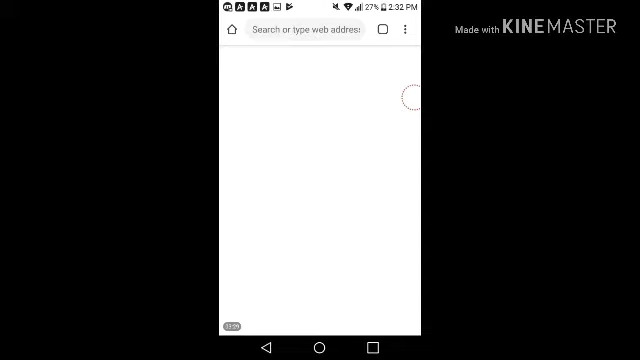 27% 2:32 PM
Search or type web address
Made with KINEMASTER